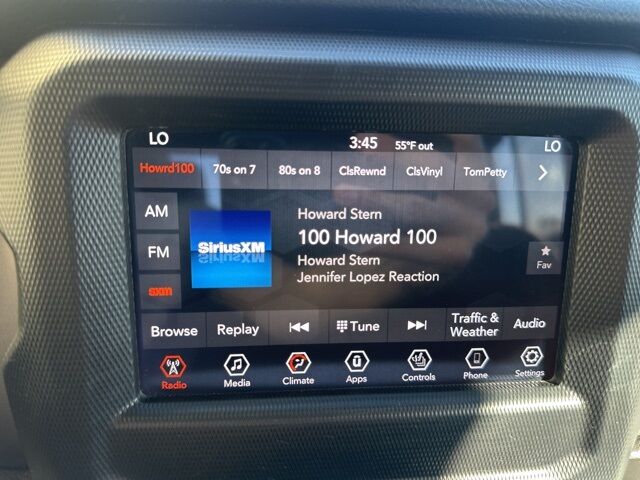 LO 3:45 55°F out LO
Howrd100 70s on 7 80s on 8 ClsRewnd ClsVinyl TomPetty
AM
FM
sxm
SiriusXM
Howard Stern
100 Howard 100
Howard Stern
Jennifer Lopez Reaction
Fav
Browse Replay Tune Traffic & Weather Audio
Radio Media Climate Apps Controls Phone Settings